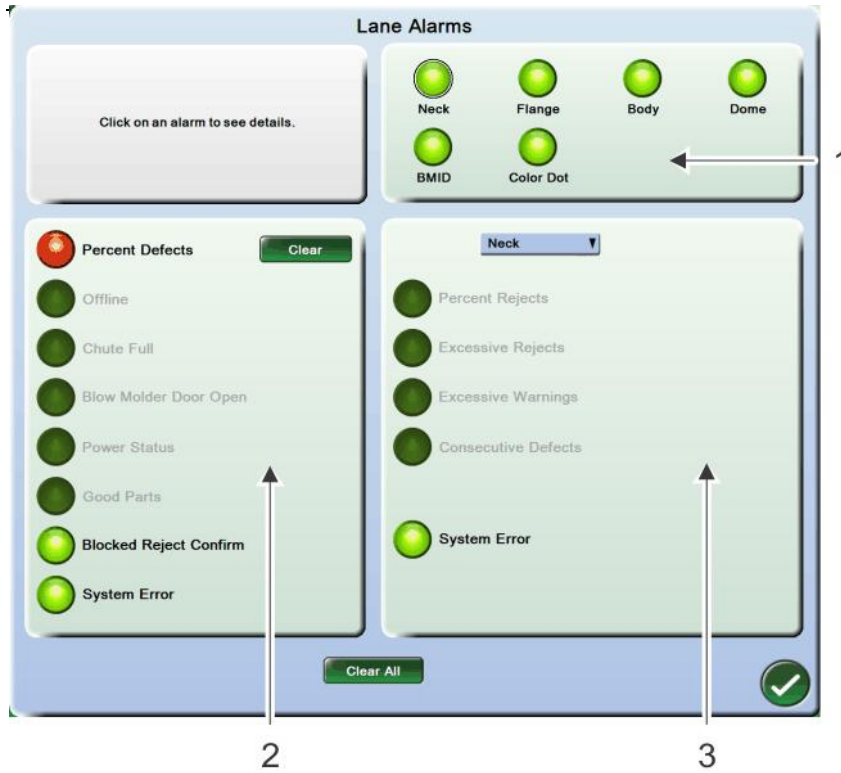 Lane Alarms
Click on an alarm to see details.
Neck Flange Body Dome
BMID Color Dot
1
Percent Defects Clear
Offline
Chute Full
Blow Molder Door Open
Power Status
Good Parts
Blocked Reject Confirm
System Error
Neck
Percent Rejects
Excessive Rejects
Excessive Warnings
Consecutive Defects
System Error
Clear All
2 3